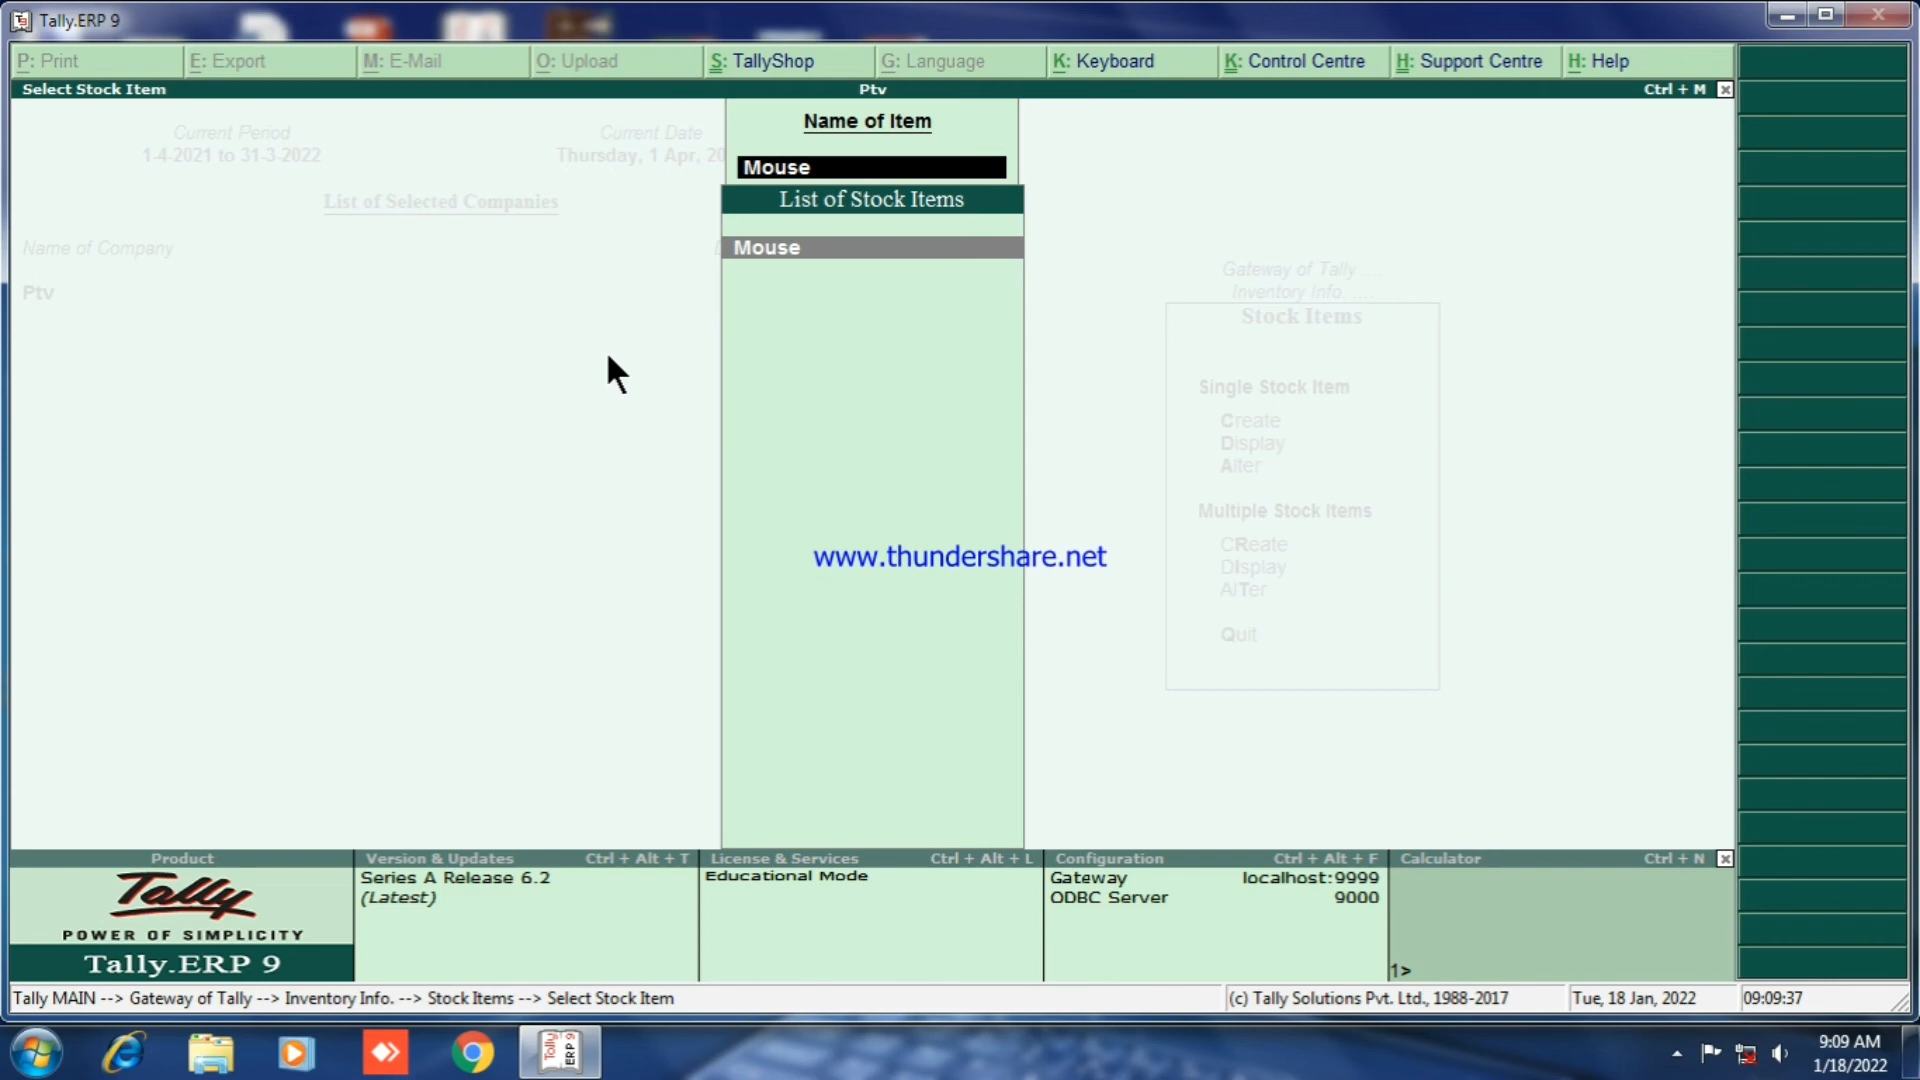 Tally.ERP 9
P: Print
E: Export
M: E-Mail
O: Upload
S: TallyShop
G: Language
K: Keyboard
K: Control Centre
H: Support Centre
H: Help
Select Stock Item
Ptv
Ctrl + M
Current Period
1-4-2021 to 31-3-2022
Current Date
Thursday, 1 Apr, 20
List of Selected Companies
Name of Company
Ptv
Name of Item
Mouse
List of Stock Items
Mouse
Gateway of Tally ....
Inventory Info. ....
Stock Items
Single Stock Item
Create
Display
Alter
Multiple Stock Items
CReate
DIsplay
AlTer
Quit
www.thundershare.net
Product
Tally
POWER OF SIMPLICITY
Tally.ERP 9
Version & Updates Ctrl + Alt + T
Series A Release 6.2
(Latest)
License & Services Ctrl + Alt + L
Educational Mode
Configuration Ctrl + Alt + F
Gateway localhost:9999
ODBC Server 9000
Calculator Ctrl + N
1>
Tally MAIN --> Gateway of Tally --> Inventory Info. --> Stock Items --> Select Stock Item
(c) Tally Solutions Pvt. Ltd., 1988-2017
Tue, 18 Jan, 2022
09:09:37
Tally
ERP 9
9:09 AM
1/18/2022